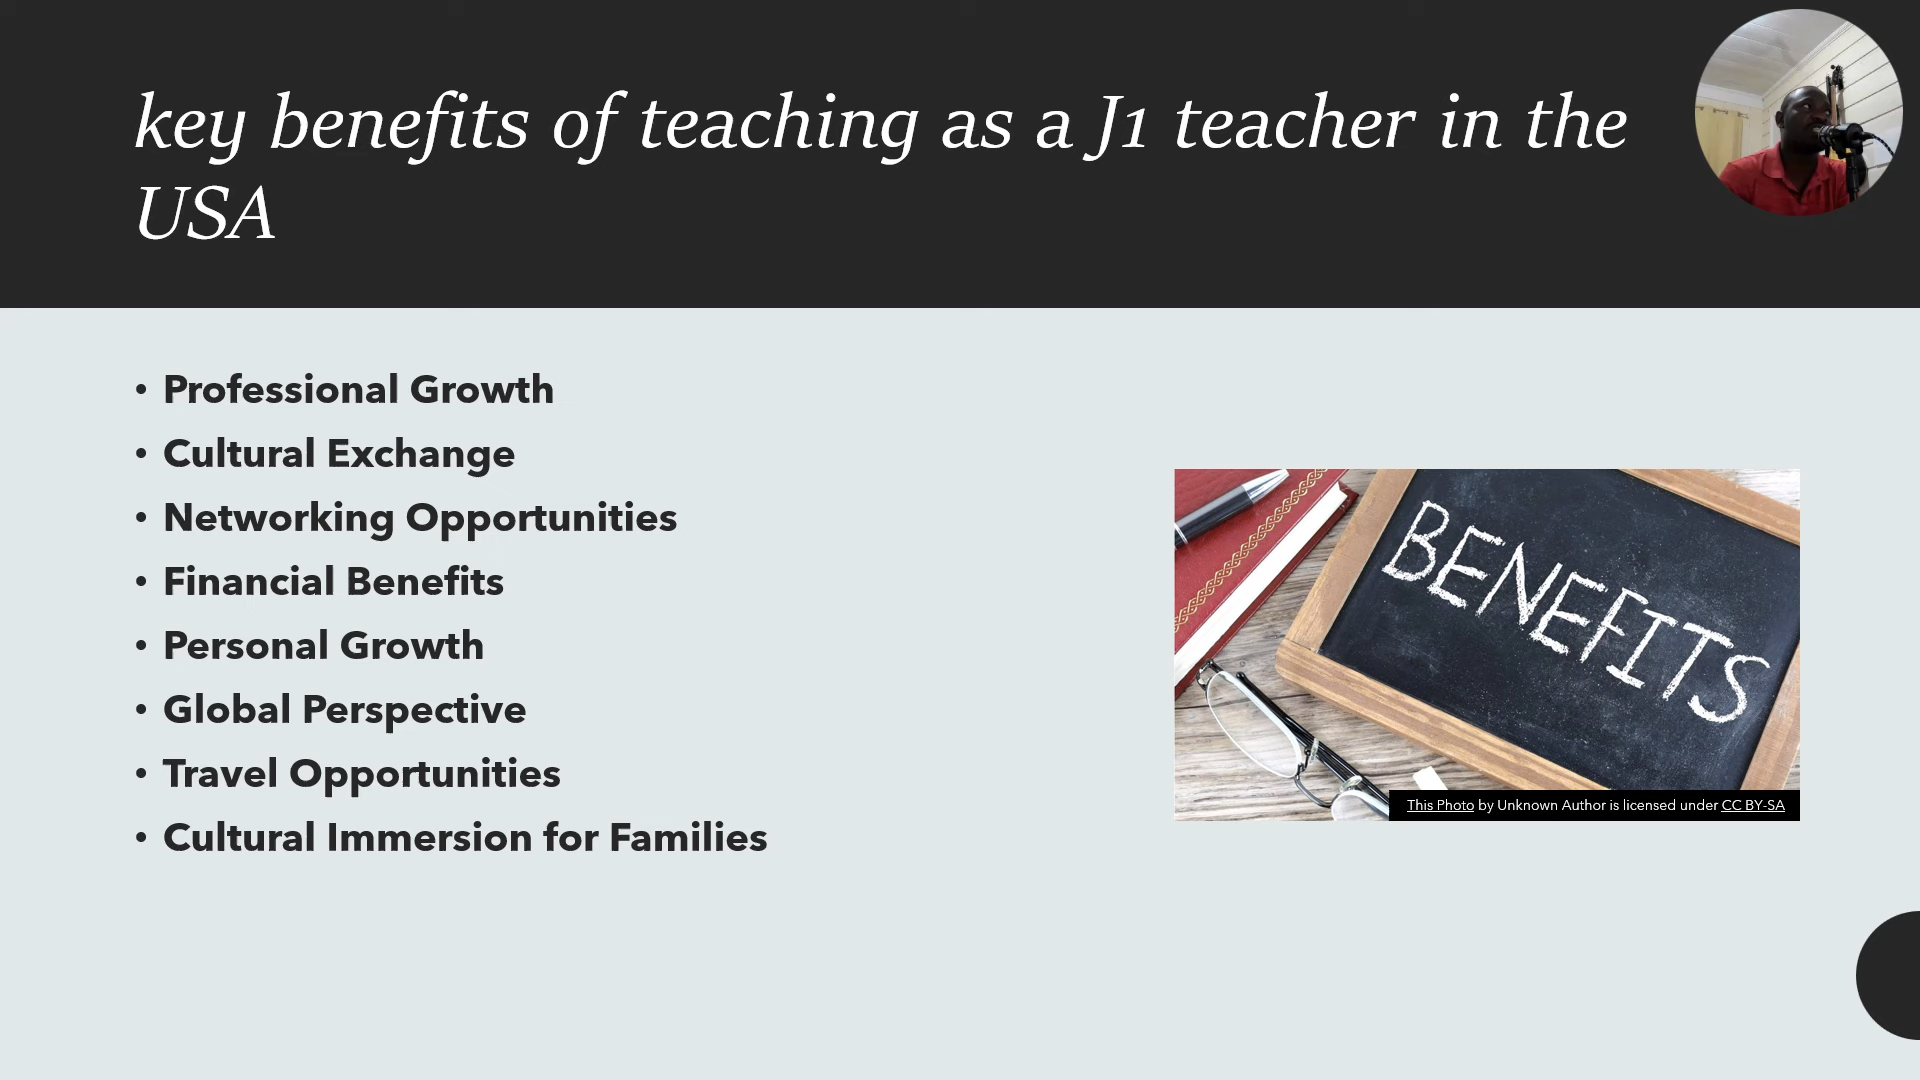 key benefits of teaching as a J1 teacher in the
USA
• Professional Growth
• Cultural Exchange
• Networking Opportunities
• Financial Benefits
• Personal Growth
• Global Perspective
• Travel Opportunities
• Cultural Immersion for Families
BENEFITS
This Photo by Unknown Author is licensed under CC BY-SA